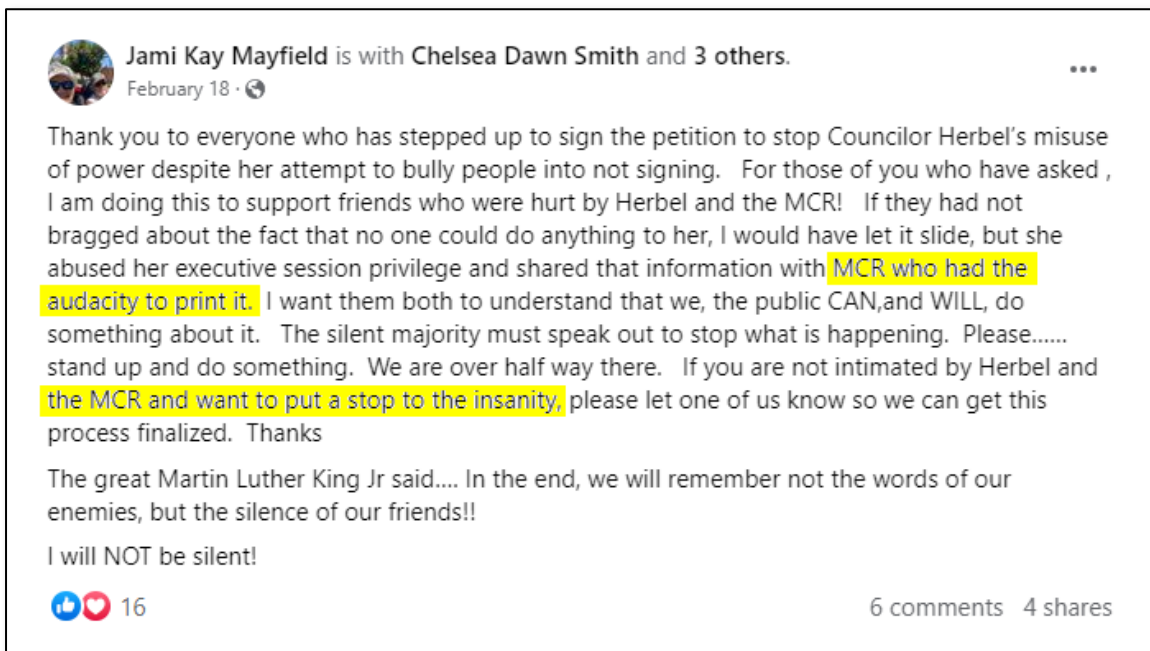 Jami Kay Mayfield is with Chelsea Dawn Smith and 3 others.
February 18 ·
Thank you to everyone who has stepped up to sign the petition to stop Councilor Herbel's misuse
of power despite her attempt to bully people into not signing. For those of you who have asked ,
I am doing this to support friends who were hurt by Herbel and the MCR! If they had not
bragged about the fact that no one could do anything to her, I would have let it slide, but she
abused her executive session privilege and shared that information with MCR who had the
audacity to print it. I want them both to understand that we, the public CAN,and WILL, do
something about it. The silent majority must speak out to stop what is happening. Please......
stand up and do something. We are over half way there. If you are not intimated by Herbel and
the MCR and want to put a stop to the insanity, please let one of us know so we can get this
process finalized. Thanks
The great Martin Luther King Jr said.... In the end, we will remember not the words of our
enemies, but the silence of our friends!!
I will NOT be silent!
16 6 comments 4 shares